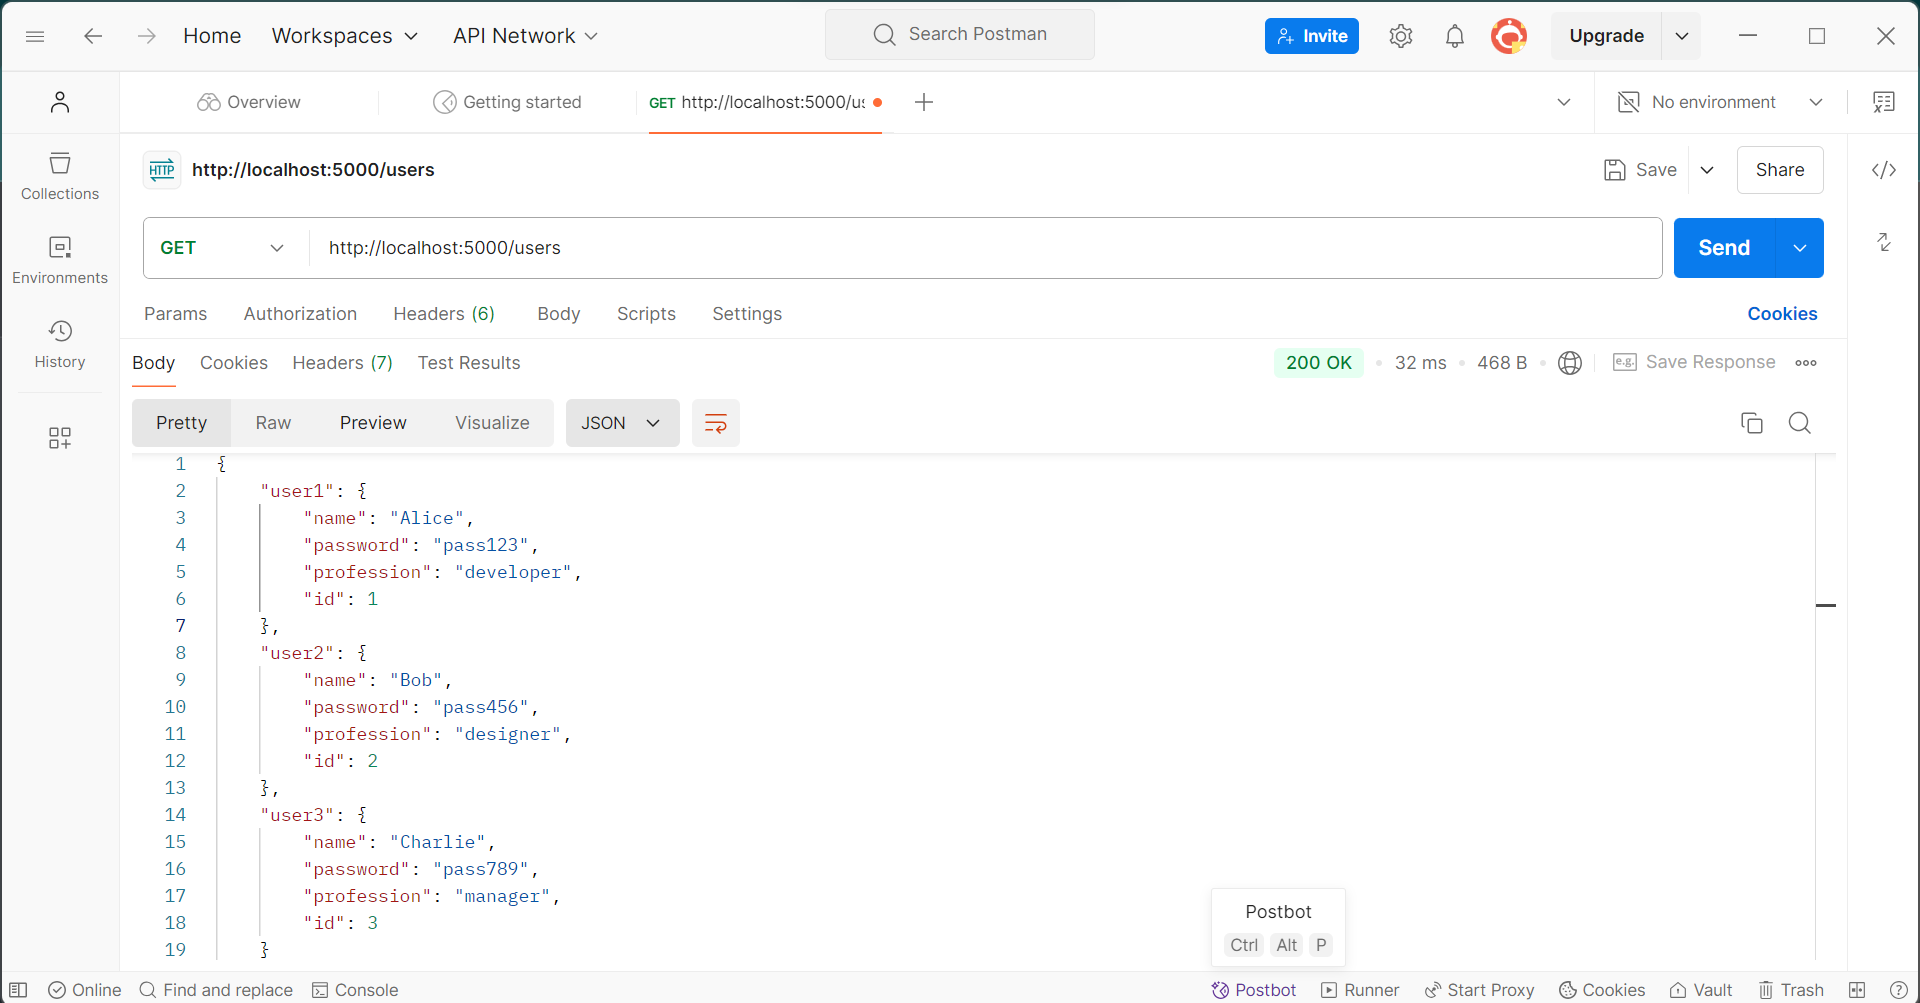 Home Workspaces API Network Search Postman Invite Upgrade
Overview Getting started GET http://localhost:5000/us No environment
HTTP http://localhost:5000/users Save Share
Collections
GET http://localhost:5000/users Send
Environments
Params Authorization Headers (6) Body Scripts Settings Cookies
History
Body Cookies Headers (7) Test Results 200 OK 32 ms 468 B e.g. Save Response
Pretty Raw Preview Visualize JSON
1 {
2 "user1": {
3 "name": "Alice",
4 "password": "pass123",
5 "profession": "developer",
6 "id": 1
7 },
8 "user2": {
9 "name": "Bob",
10 "password": "pass456",
11 "profession": "designer",
12 "id": 2
13 },
14 "user3": {
15 "name": "Charlie",
16 "password": "pass789",
17 "profession": "manager",
18 "id": 3
19 }
Postbot
Ctrl Alt P
Online Find and replace Console Postbot Runner Start Proxy Cookies Vault Trash